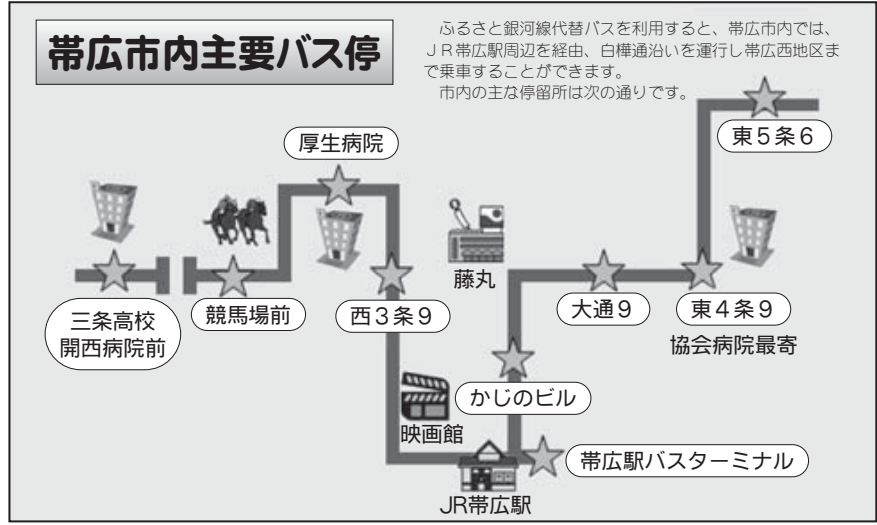 帯広市内主要バス停
ふるさと銀河線代替バスを利用すると、帯広市内では、
ＪＲ帯広駅周辺を経由、白樺通沿いを運行し帯広西地区ま
で乗車することができます。
市内の主な停留所は次の通りです。
東５条６
厚生病院
藤丸
三条高校
開西病院前
競馬場前
西３条９
大通９
東４条９
協会病院最寄
かじのビル
映画館
帯広駅バスターミナル
JR帯広駅